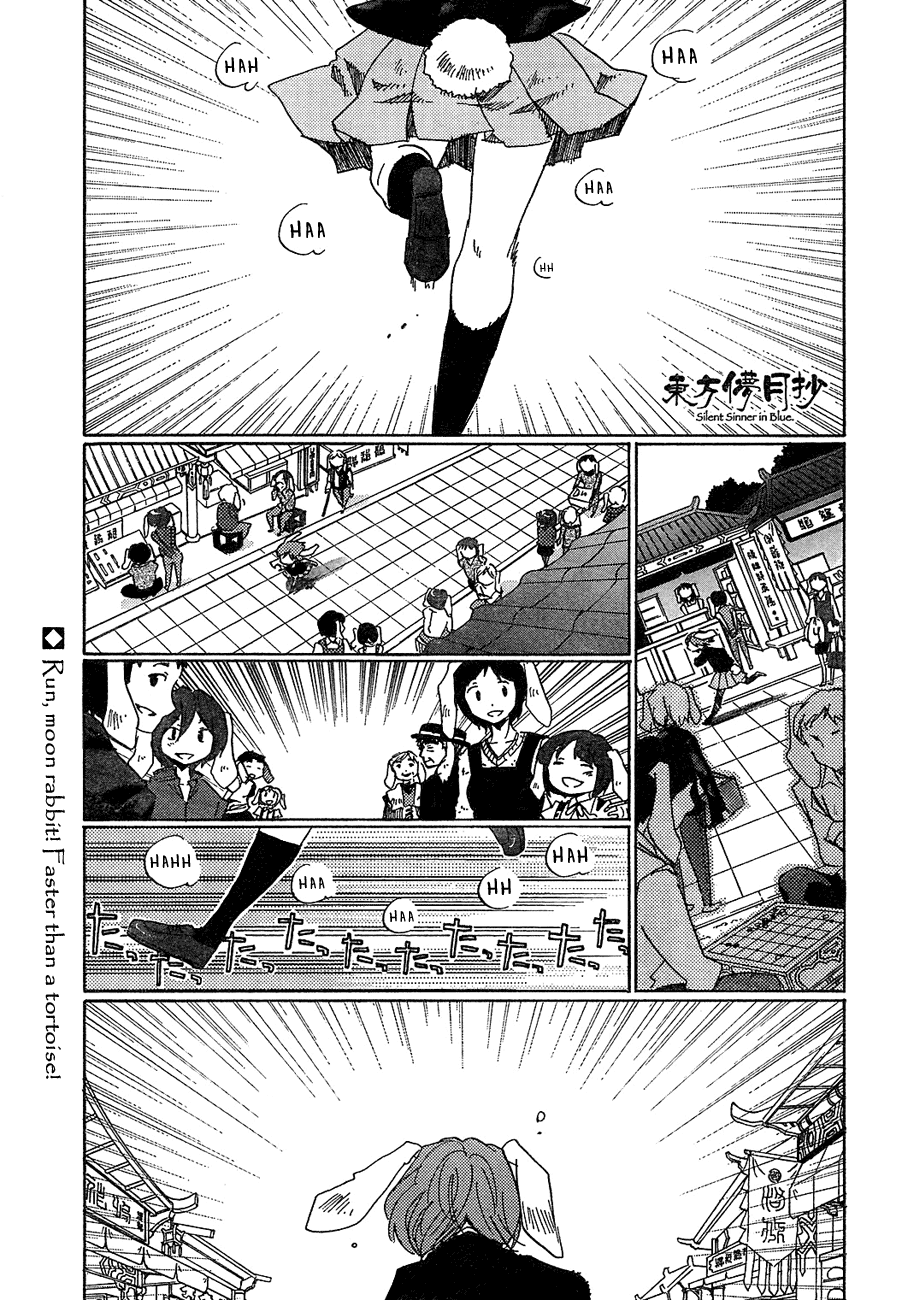 HAA
HAH
HAA
HAA
HH
東方儚月抄
Silent Sinner in Blue.
HAH
HH
HAA
HAA
HAHH
たっ たっ たっ たっ たっ たっ たっ たっ たっ たっ
◆ Run, moon rabbit! Faster than a tortoise!